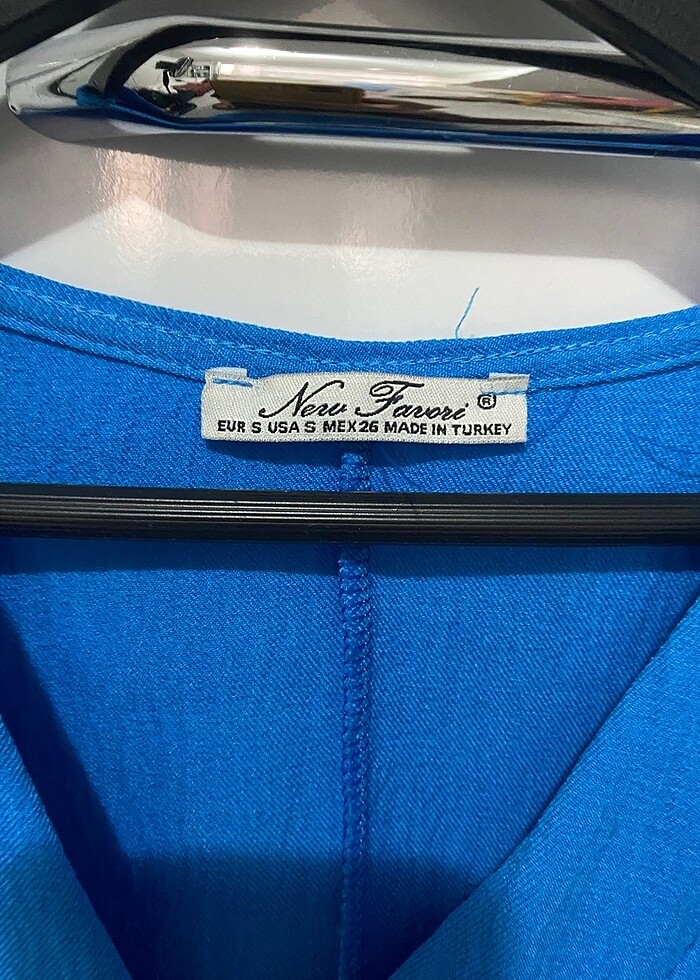 New Favori ®
EUR S USA S MEX 26 MADE IN TURKEY